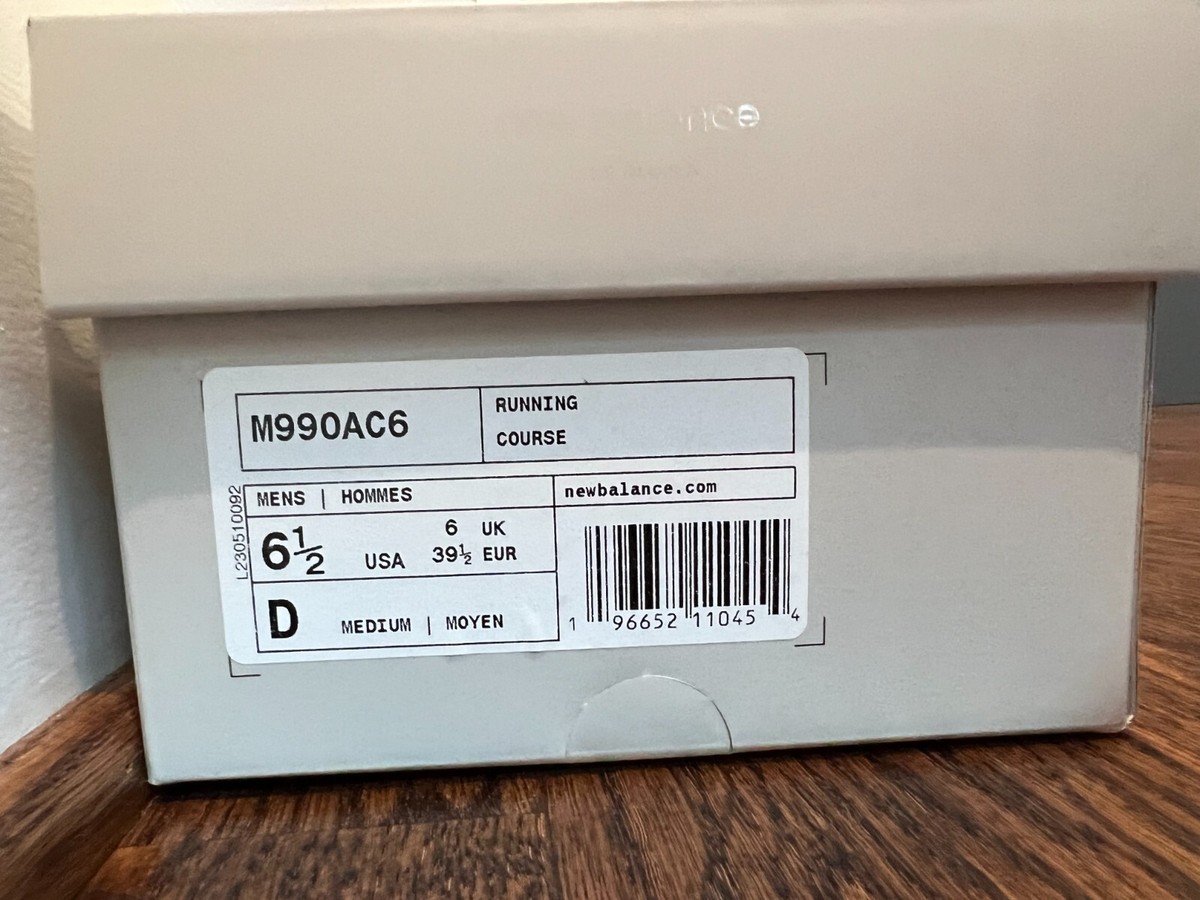 M990AC6
RUNNING
COURSE
MENS | HOMMES
newbalance.com
L230510092
6½ USA
6 UK
39½ EUR
D MEDIUM | MOYEN
1 96652 11045 4